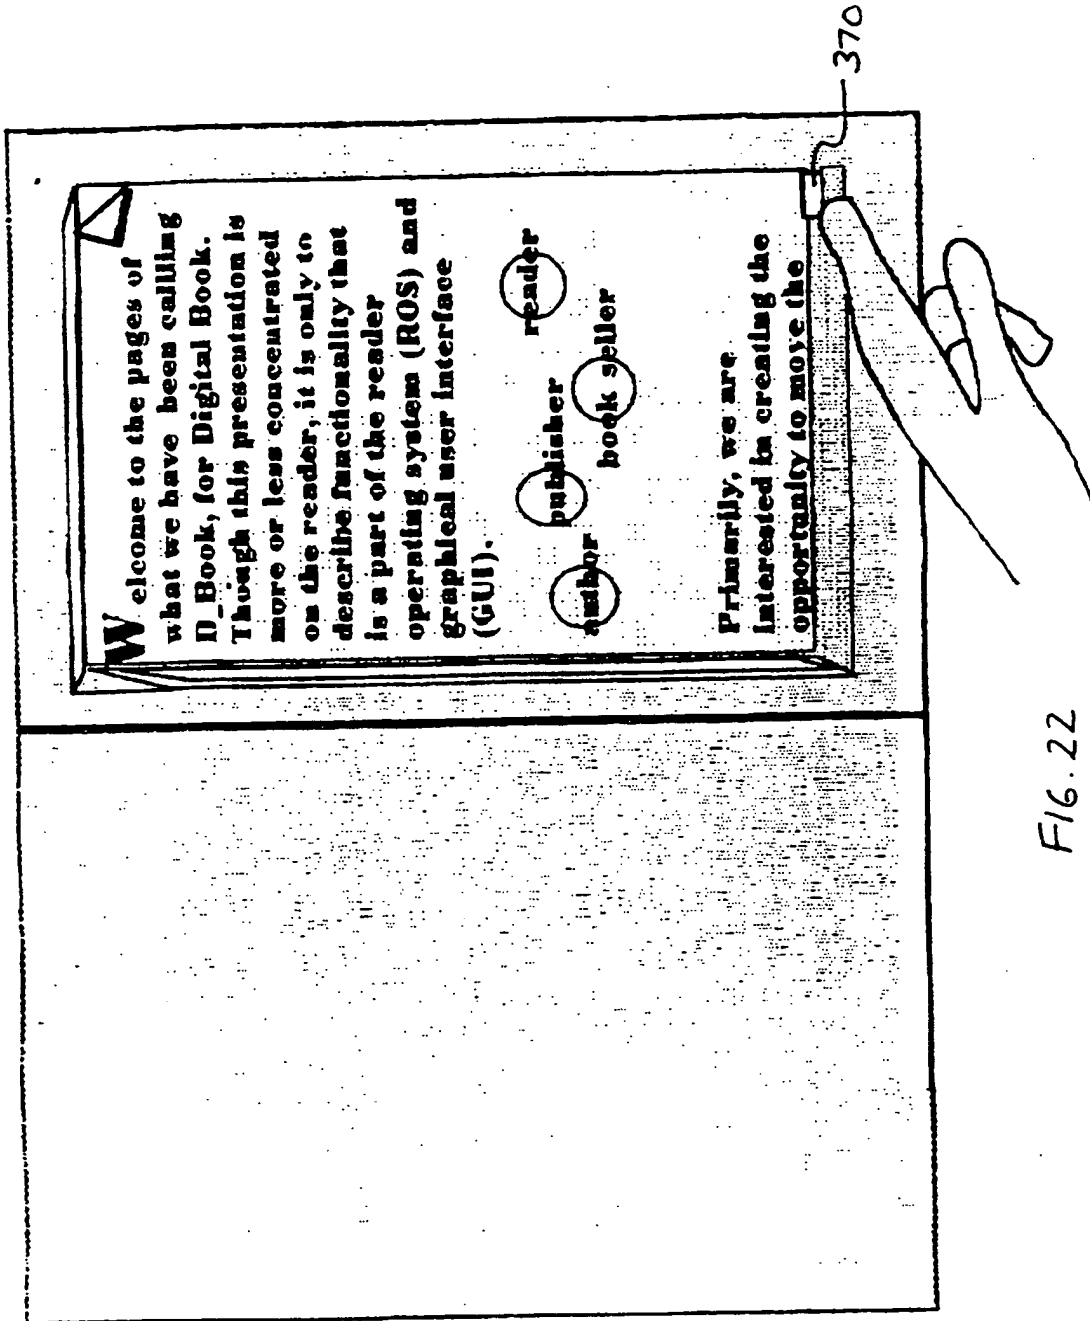 Welcome to the pages of
what we have been calling
D_Book, for Digital Book.
Though this presentation is
more or less concentrated
on the reader, it is only to
describe functionality that
is a part of the reader
operating system (ROS) and
graphical user interface
(GUI).
reader
publisher
author
book seller
Primarily, we are
interested in creating the
opportunity to move the
370
FIG. 22